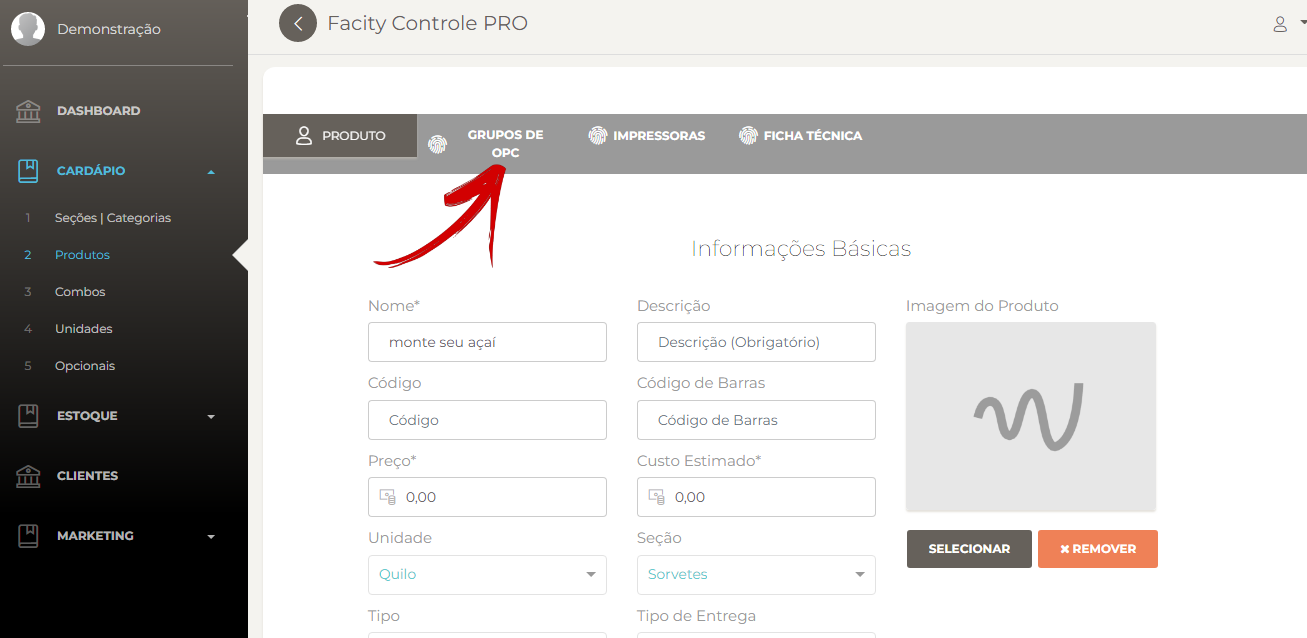 Demonstração
Facity Controle PRO
DASHBOARD
CARDÁPIO
1 Seções | Categorias
2 Produtos
3 Combos
4 Unidades
5 Opcionais
ESTOQUE
CLIENTES
MARKETING
PRODUTO
GRUPOS DE
OPC
IMPRESSORAS
FICHA TÉCNICA
Informações Básicas
Nome*
Descrição
Imagem do Produto
monte seu açaí
Descrição (Obrigatório)
Código
Código de Barras
Código
Código de Barras
Preço*
Custo Estimado*
0,00
0,00
Unidade
Seção
SELECIONAR
✖ REMOVER
Quilo
Sorvetes
Tipo
Tipo de Entrega